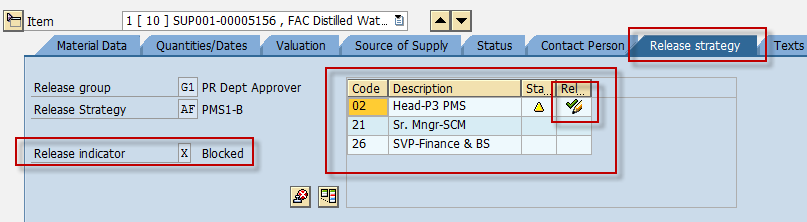 Item 1 [ 10 ] SUP001-00005156 , FAC Distilled Wat...
Material Data Quantities/Dates Valuation Source of Supply Status Contact Person Release strategy Texts
Release group G1 PR Dept Approver
Release Strategy AF PMS1-B
Release indicator X Blocked
Code Description Sta.. Rel...
02 Head-P3 PMS
21 Sr. Mngr-SCM
26 SVP-Finance & BS